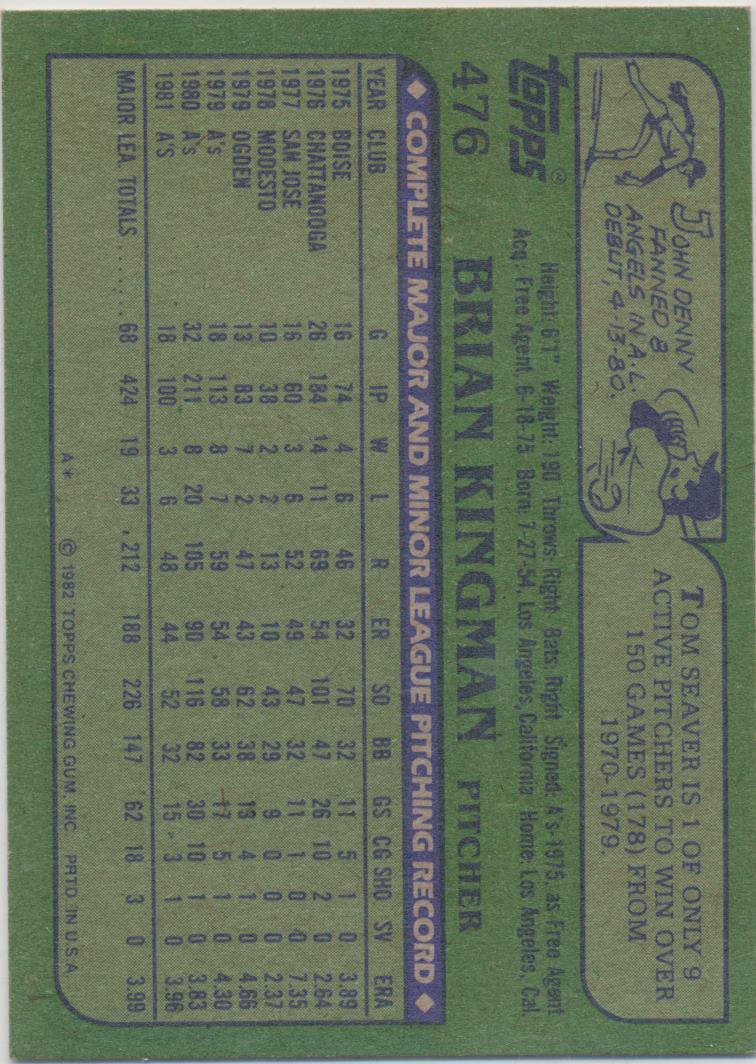 JOHN DENNY
FANNED 8
ANGELS IN A.L.
DEBUT, 4-13-80.
TOM SEAVER IS 1 OF ONLY 9
ACTIVE PITCHERS TO WIN OVER
150 GAMES (178) FROM
1970-1979.
topps
476
Height: 6'1" Weight: 190 Throws: Right Bats: Right Signed: A's-1975, as Free Agent
Acq: Free Agent, 6-18-75 Born: 7-27-54, Los Angeles, California Home: Los Angeles, Cal.
BRIAN KINGMAN PITCHER
COMPLETE MAJOR AND MINOR LEAGUE PITCHING RECORD
YEAR CLUB G IP W L R ER SO BB GS CG SHO SV ERA
1975 BOISE 16 74 4 6 46 32 70 32 11 5 1 0 3.89
1976 CHATTANOOGA 26 184 14 11 69 54 101 47 26 10 2 0 2.64
1977 SAN JOSE 16 60 3 6 52 49 47 32 11 1 0 0 7.35
1978 MODESTO 10 38 2 2 13 10 43 29 9 0 0 0 2.37
1979 OGDEN 13 83 7 2 47 43 62 38 13 4 1 0 4.66
1979 A's 18 113 8 7 59 54 58 33 17 5 1 0 4.30
1980 A's 32 211 8 20 105 90 116 82 30 10 1 0 3.83
1981 A'S 18 100 3 6 48 44 52 32 15 3 1 0 3.96
MAJOR LEA. TOTALS ...... 68 424 19 33 212 188 226 147 62 18 3 0 3.99
A* © 1982 TOPPS CHEWING GUM, INC. PRTD. IN U.S.A.